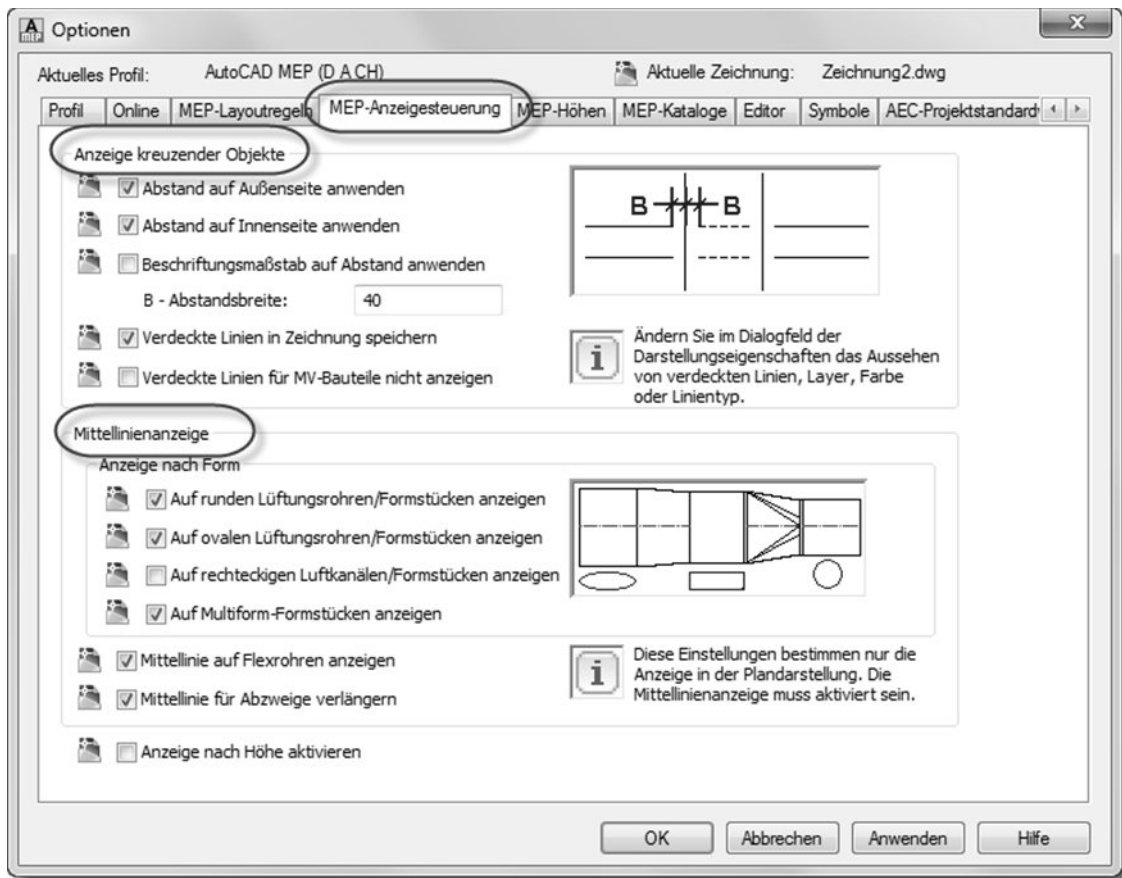 Optionen
Aktuelles Profil: AutoCAD MEP (D A CH) Aktuelle Zeichnung: Zeichnung2.dwg
Profil Online MEP-Layoutregeln MEP-Anzeigesteuerung MEP-Höhen MEP-Kataloge Editor Symbole
Anzeige kreuzender Objekte
Abstand auf Außenseite anwenden
Abstand auf Innenseite anwenden
Beschriftungsmaßstab auf Abstand anwenden
B - Abstandsbreite: 40
Verdeckte Linien in Zeichnung speichern
Verdeckte Linien für MV-Bauteile nicht anzeigen
B B
Ändern Sie im Dialogfeld der
Darstellungseigenschaften das Aussehen
von verdeckten Linien, Layer, Farbe
oder Linientyp.
Mittellinienanzeige
Anzeige nach Form
Auf runden Lüftungsrohren/Formstücken anzeigen
Auf ovalen Lüftungsrohren/Formstücken anzeigen
Auf rechteckigen Luftkanälen/Formstücken anzeigen
Auf Multiform-Formstücken anzeigen
Mittellinie auf Flexrohren anzeigen
Mittellinie für Abzweige verlängern
Diese Einstellungen bestimmen nur die
Anzeige in der Plandarstellung. Die
Mittellinienanzeige muss aktiviert sein.
Anzeige nach Höhe aktivieren
OK Abbrechen Anwenden Hilfe